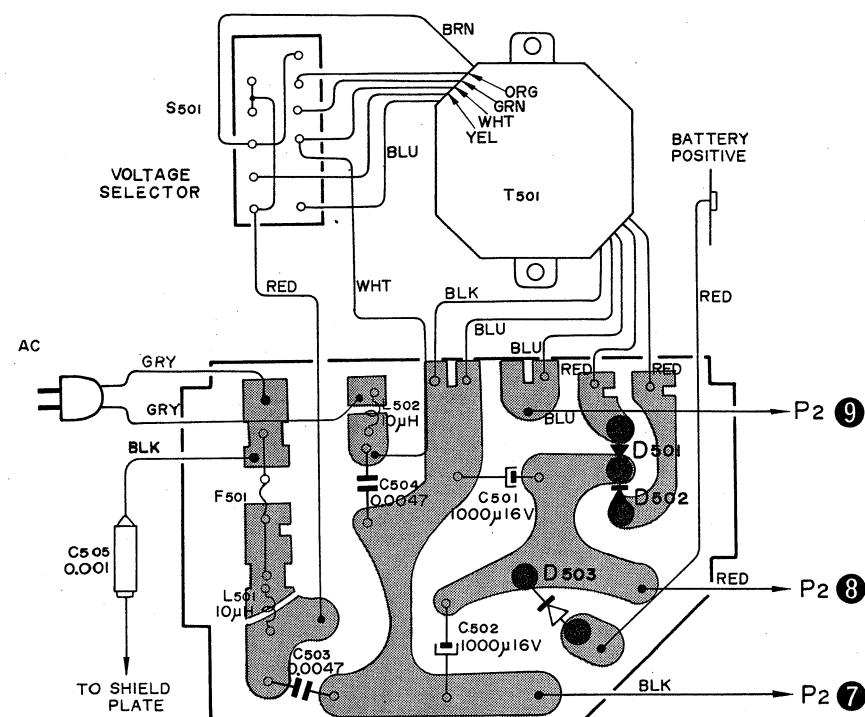 BRN
S501
ORG
GRN
WHT
YEL
BATTERY
POSITIVE
VOLTAGE
SELECTOR
BLU
T501
RED
WHT
BLK
BLU
BLU
RED
RED
RED
AC
GRY
GRY
L502
10µH
BLU
P2 9
BLK
D501
C504
0.0047
C501
1000µ16V
D502
F501
C505
0.001
D503
RED
P2 8
L501
10µH
C502
1000µ16V
C503
0.0047
TO SHIELD
PLATE
BLK
P2 7